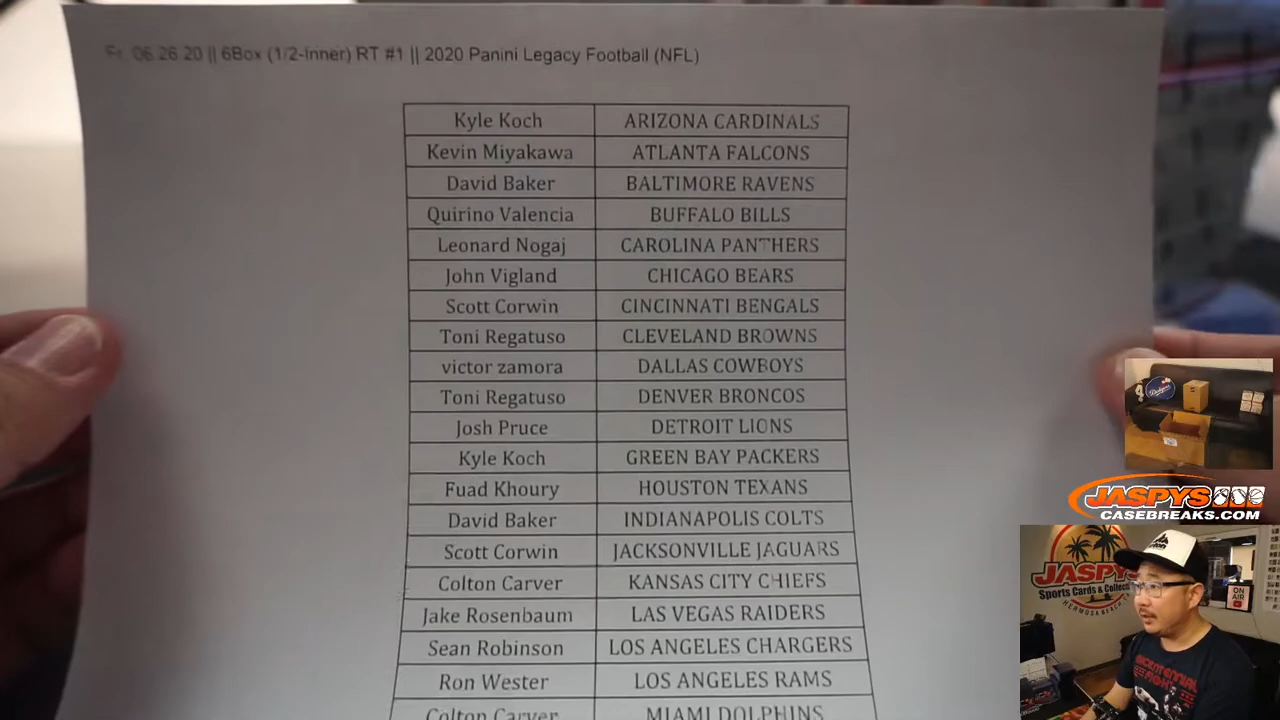 Fr. 06.26.20 || 6Box (1/2-Inner) RT #1 || 2020 Panini Legacy Football (NFL)
Kyle Koch ARIZONA CARDINALS
Kevin Miyakawa ATLANTA FALCONS
David Baker BALTIMORE RAVENS
Quirino Valencia BUFFALO BILLS
Leonard Nogaj CAROLINA PANTHERS
John Vigland CHICAGO BEARS
Scott Corwin CINCINNATI BENGALS
Toni Regatuso CLEVELAND BROWNS
victor zamora DALLAS COWBOYS
Toni Regatuso DENVER BRONCOS
Josh Pruce DETROIT LIONS
Kyle Koch GREEN BAY PACKERS
Fuad Khoury HOUSTON TEXANS
David Baker INDIANAPOLIS COLTS
Scott Corwin JACKSONVILLE JAGUARS
Colton Carver KANSAS CITY CHIEFS
Jake Rosenbaum LAS VEGAS RAIDERS
Sean Robinson LOS ANGELES CHARGERS
Ron Wester LOS ANGELES RAMS
Colton Carver MIAMI DOLPHINS
Dodgers
JASPYS
CASEBREAKS.COM
JASPYS
Sports Cards & Collectibles
HERMOSA BEACH
ON AIR